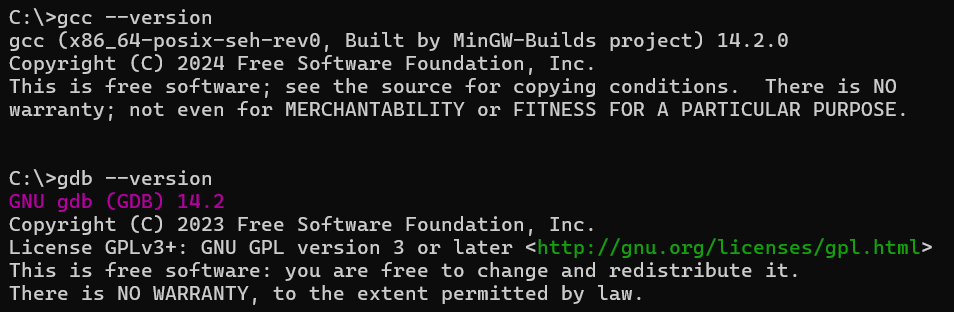 C:\>gcc --version
gcc (x86_64-posix-seh-rev0, Built by MinGW-Builds project) 14.2.0
Copyright (C) 2024 Free Software Foundation, Inc.
This is free software; see the source for copying conditions.  There is NO
warranty; not even for MERCHANTABILITY or FITNESS FOR A PARTICULAR PURPOSE.
C:\>gdb --version
GNU gdb (GDB) 14.2
Copyright (C) 2023 Free Software Foundation, Inc.
License GPLv3+: GNU GPL version 3 or later <http://gnu.org/licenses/gpl.html>
This is free software: you are free to change and redistribute it.
There is NO WARRANTY, to the extent permitted by law.